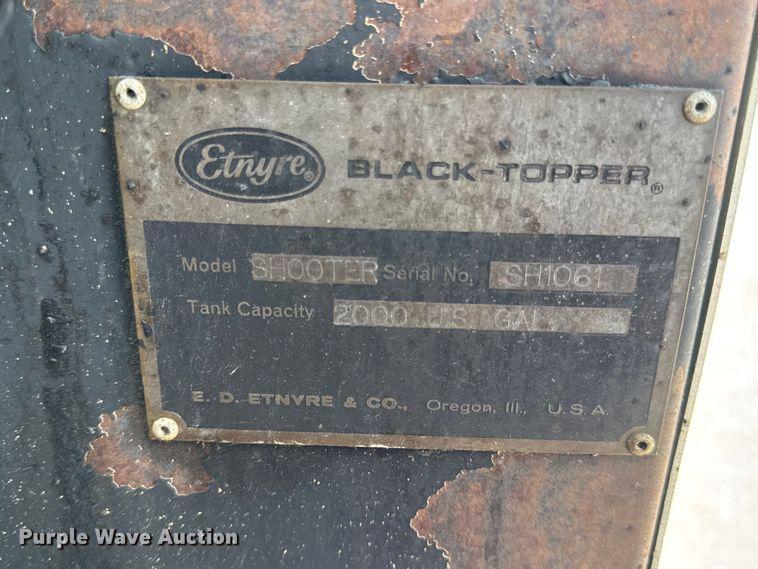 Etnyre® BLACK-TOPPER®
Model SHOOTER Serial No. SH1061
Tank Capacity 2000 US GAL
E. D. ETNYRE & CO., Oregon, Ill., U.S.A.
Purple Wave Auction®